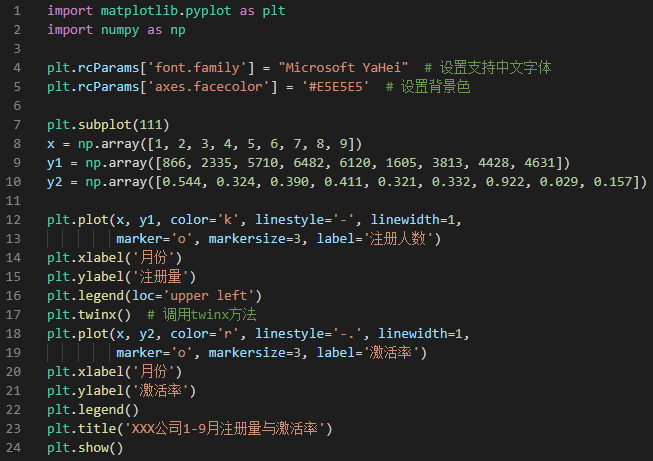 1 import matplotlib.pyplot as plt
2 import numpy as np
3
4 plt.rcParams['font.family'] = "Microsoft YaHei"  # 设置支持中文字体
5 plt.rcParams['axes.facecolor'] = '#E5E5E5'  # 设置背景色
6
7 plt.subplot(111)
8 x = np.array([1, 2, 3, 4, 5, 6, 7, 8, 9])
9 y1 = np.array([866, 2335, 5710, 6482, 6120, 1605, 3813, 4428, 4631])
10 y2 = np.array([0.544, 0.324, 0.390, 0.411, 0.321, 0.332, 0.922, 0.029, 0.157])
11
12 plt.plot(x, y1, color='k', linestyle='-', linewidth=1,
13          marker='o', markersize=3, label='注册人数')
14 plt.xlabel('月份')
15 plt.ylabel('注册量')
16 plt.legend(loc='upper left')
17 plt.twinx()  # 调用twinx方法
18 plt.plot(x, y2, color='r', linestyle='-.', linewidth=1,
19          marker='o', markersize=3, label='激活率')
20 plt.xlabel('月份')
21 plt.ylabel('激活率')
22 plt.legend()
23 plt.title('XXX公司1-9月注册量与激活率')
24 plt.show()